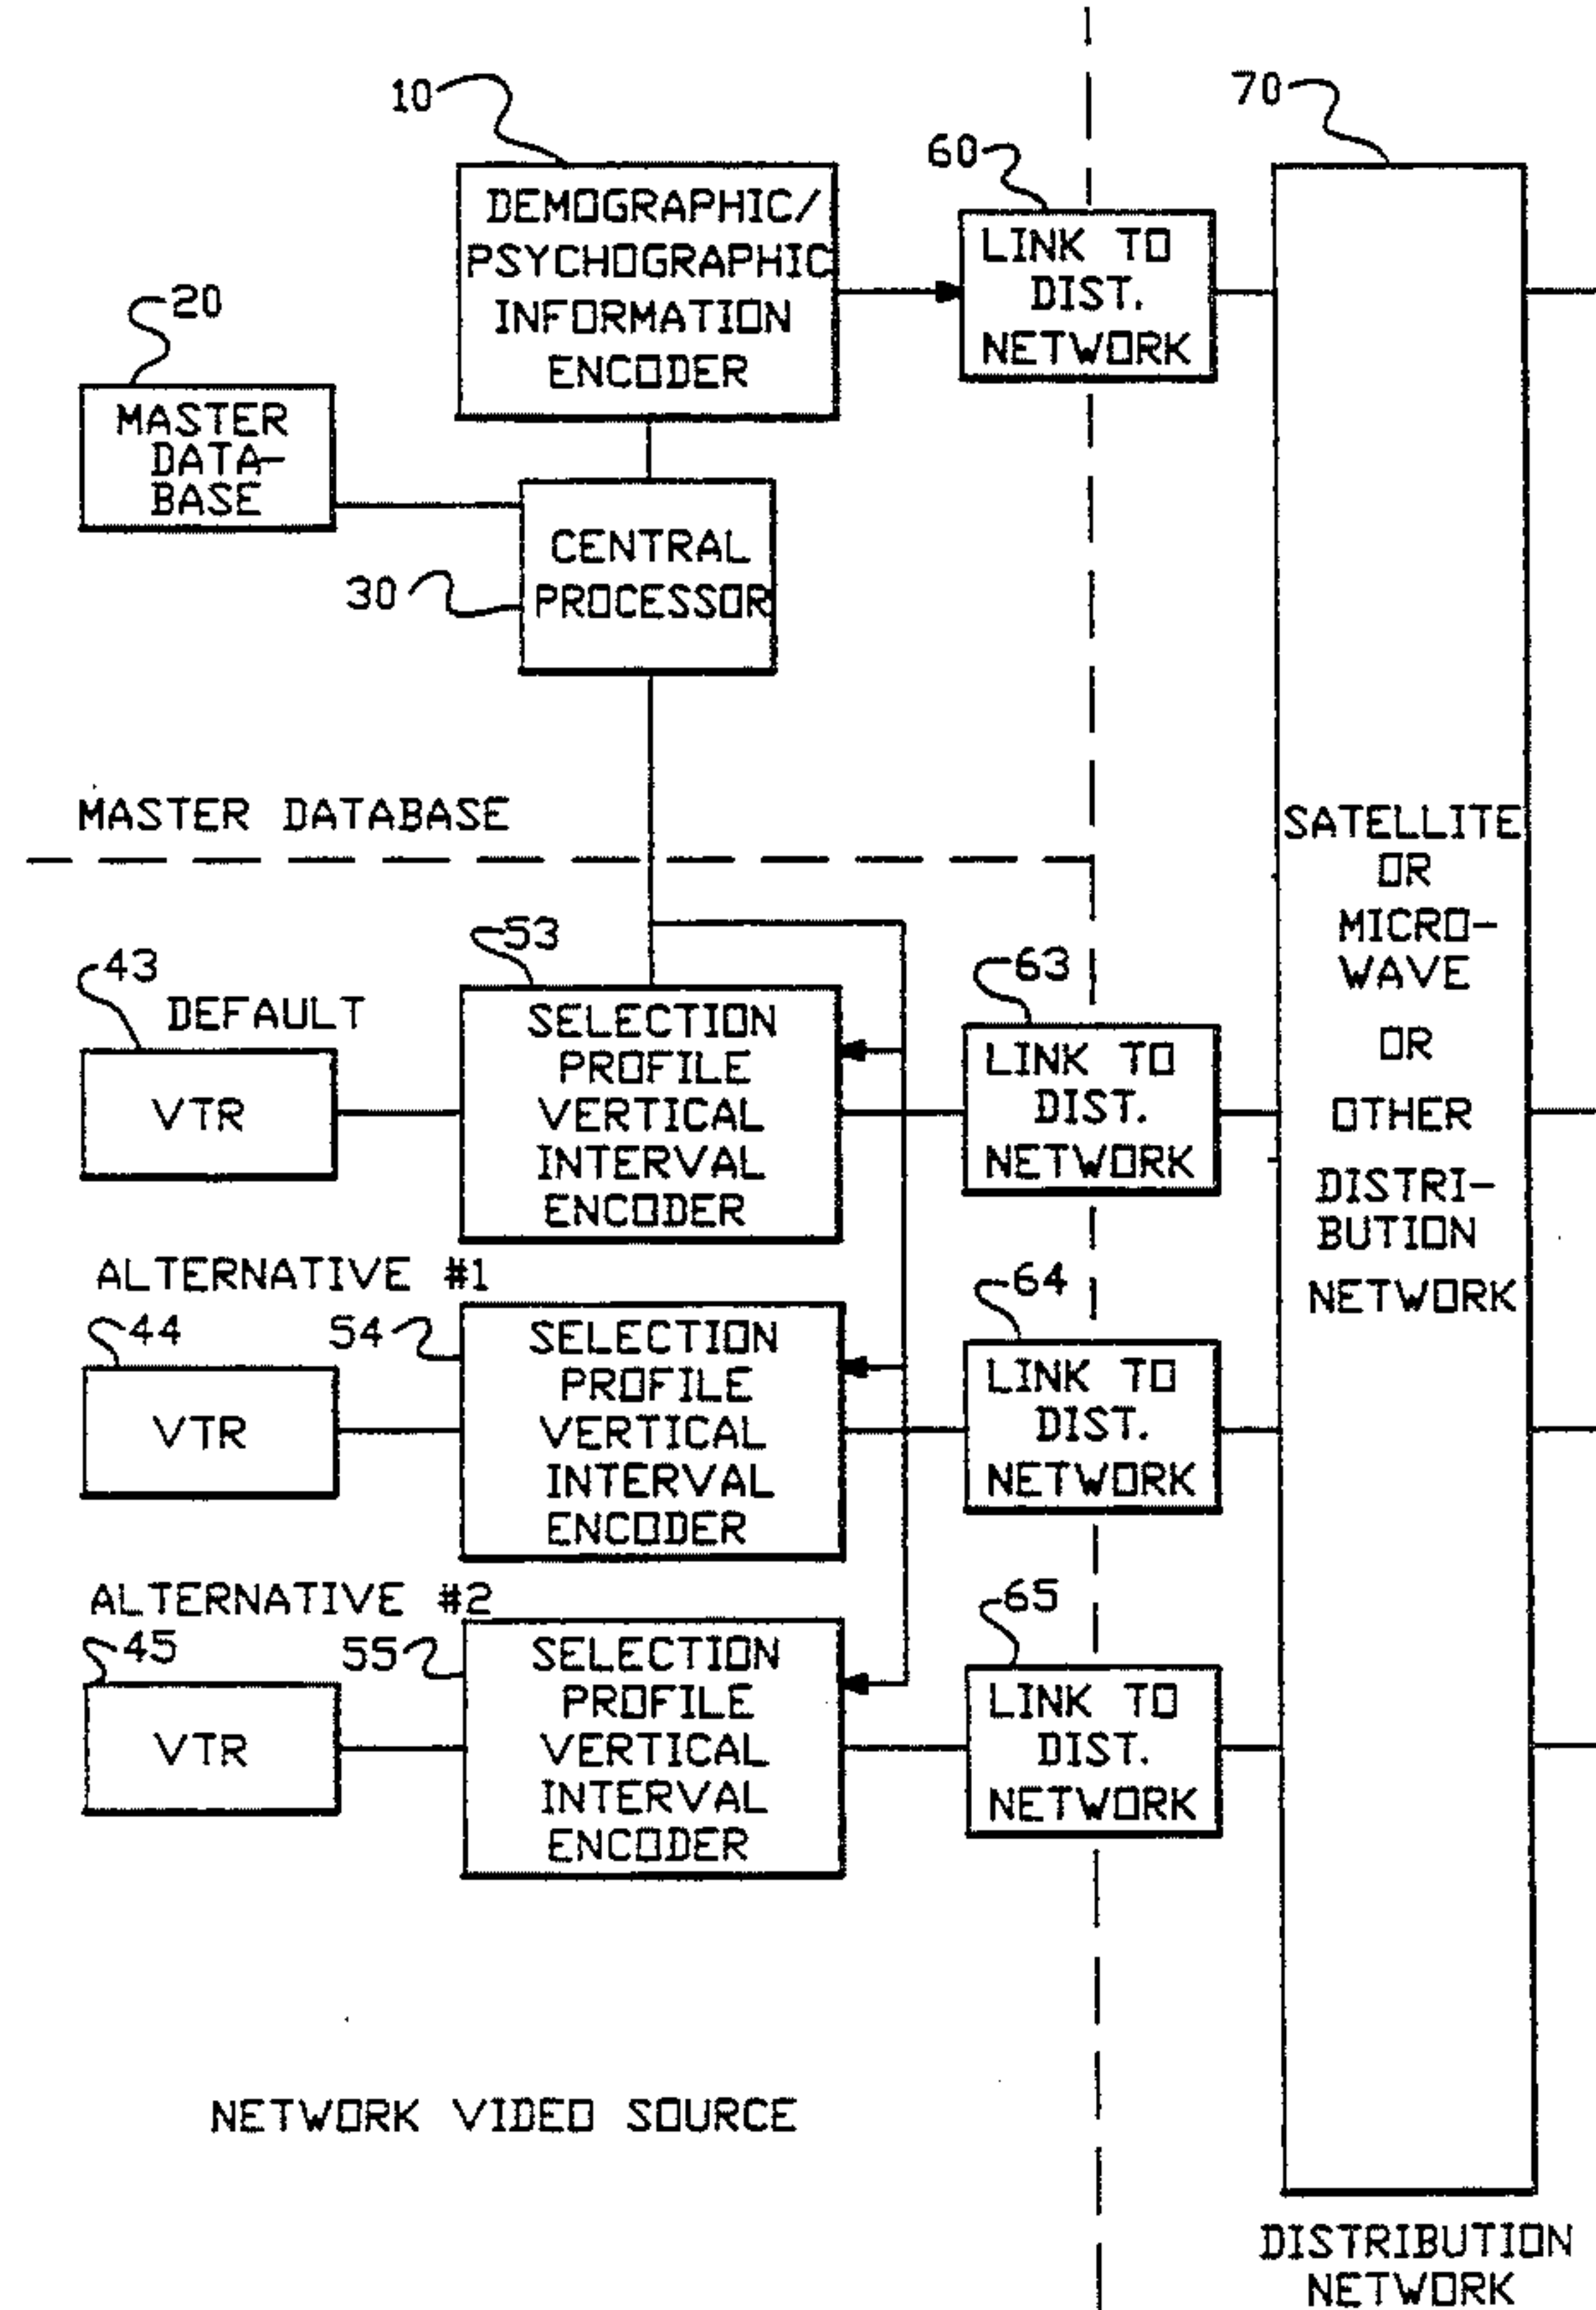 10
70
60
DEMOGRAPHIC/
PSYCHOGRAPHIC
INFORMATION
ENCODER
LINK TO
DIST.
NETWORK
20
MASTER
DATA-
BASE
CENTRAL
PROCESSOR
30
MASTER DATABASE
SATELLITE
OR
MICRO-
WAVE
OR
OTHER
DISTRI-
BUTION
NETWORK
43
DEFAULT
VTR
53
SELECTION
PROFILE
VERTICAL
INTERVAL
ENCODER
63
LINK TO
DIST.
NETWORK
ALTERNATIVE #1
44
VTR
54
SELECTION
PROFILE
VERTICAL
INTERVAL
ENCODER
64
LINK TO
DIST.
NETWORK
ALTERNATIVE #2
45
VTR
55
SELECTION
PROFILE
VERTICAL
INTERVAL
ENCODER
65
LINK TO
DIST.
NETWORK
NETWORK VIDEO SOURCE
DISTRIBUTION
NETWORK